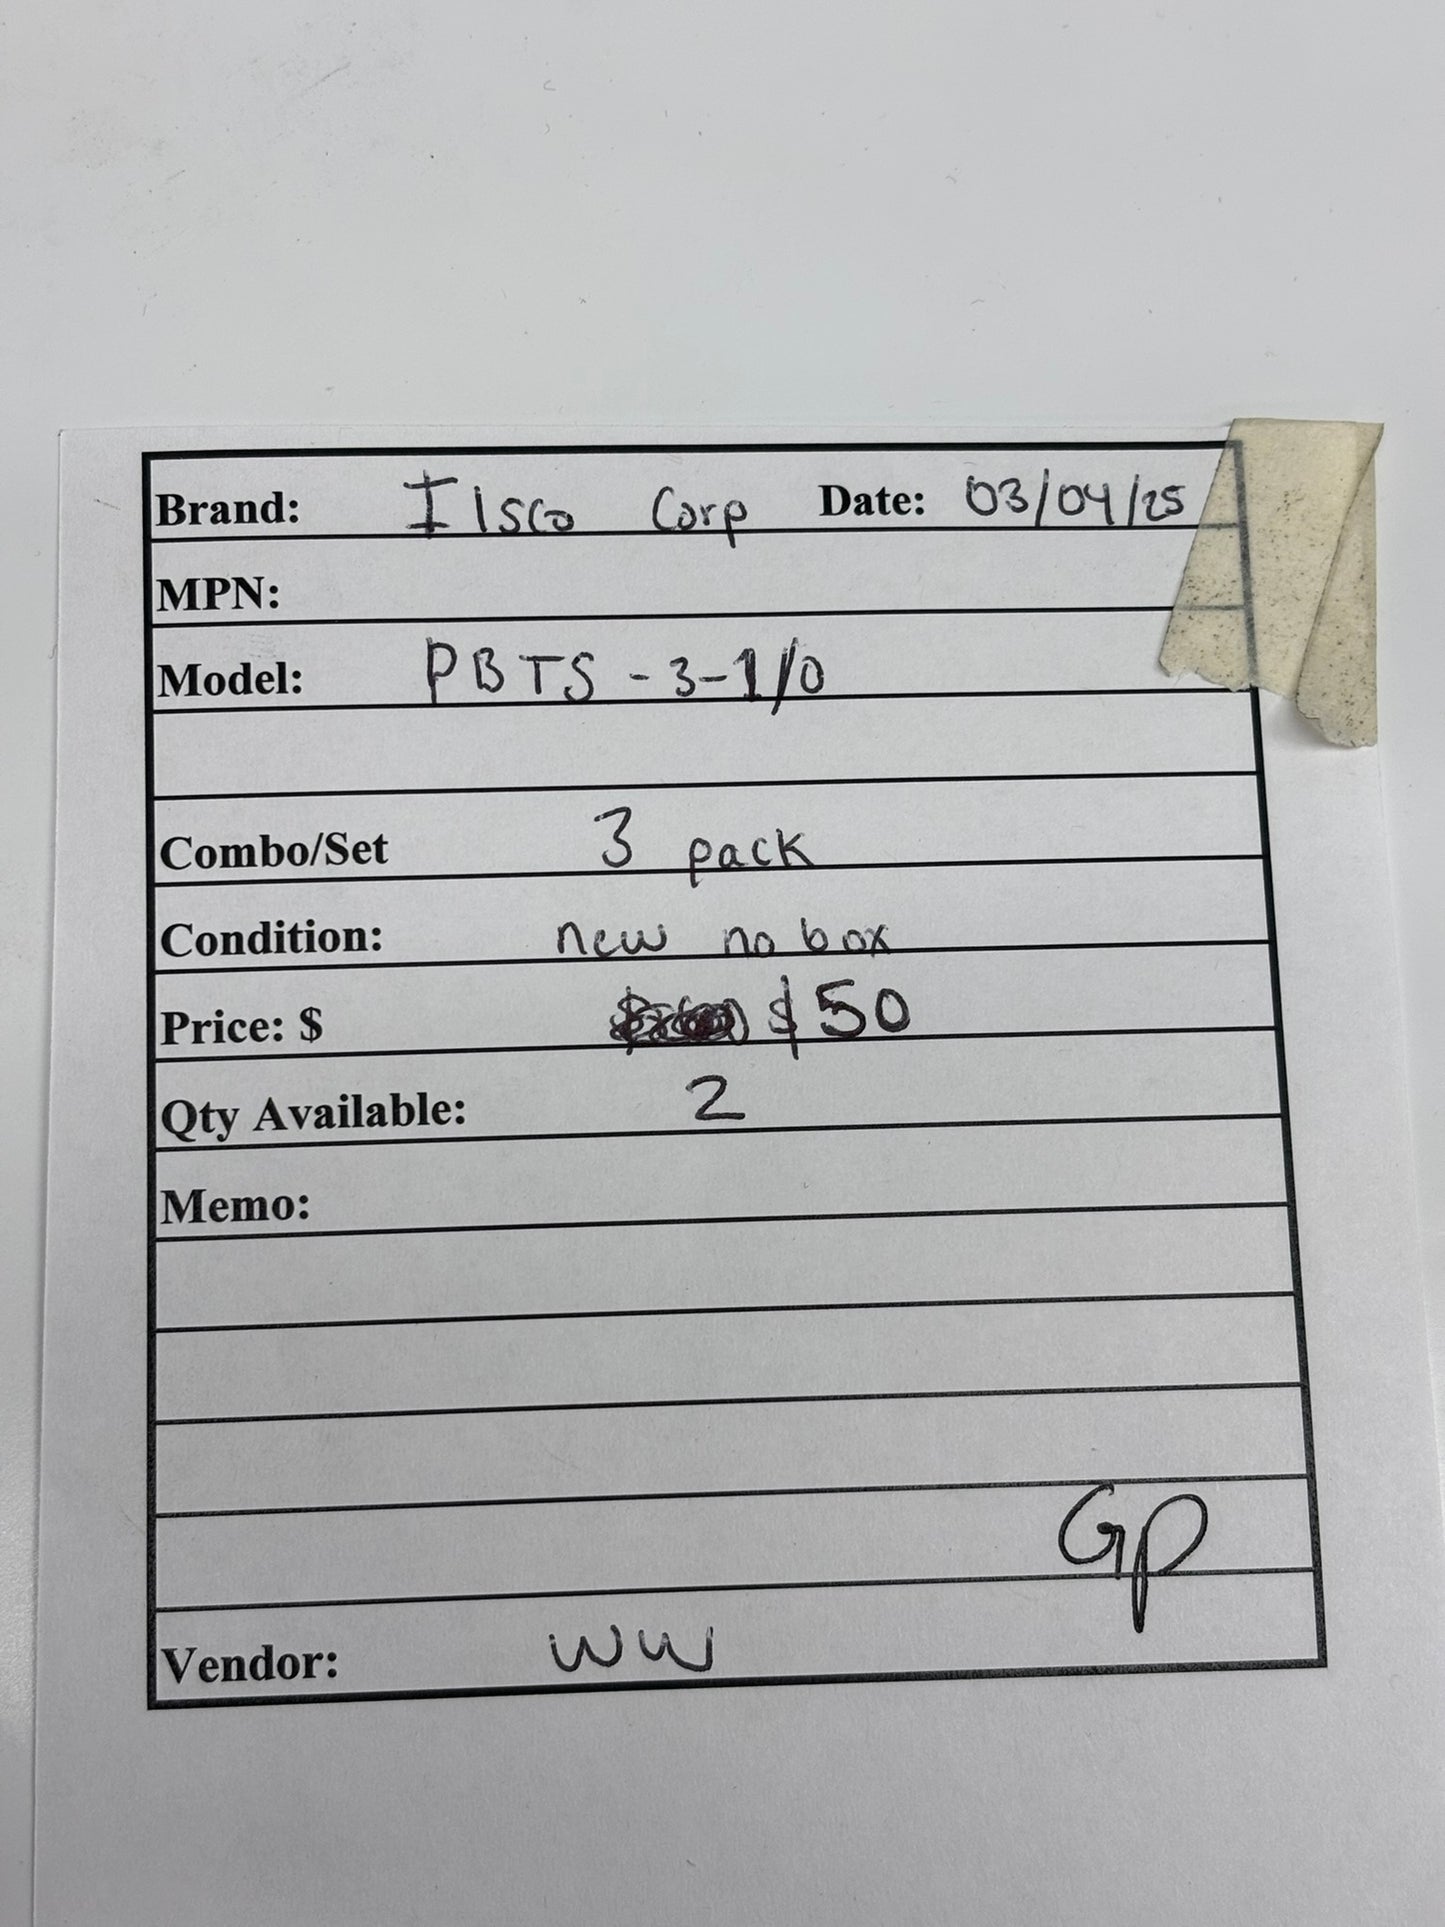 Brand: Ilsco Corp Date: 03/04/25
MPN:
Model: PBTS-3-1/0
Combo/Set 3 pack
Condition: new no box
Price: $ $50
Qty Available: 2
Memo:
GP
Vendor: WW